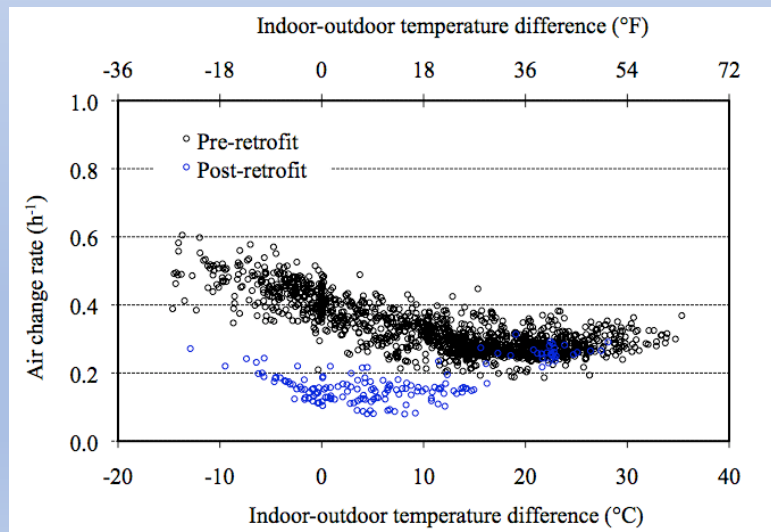 Indoor-outdoor temperature difference (°F)
-36 -18 0 18 36 54 72
1.0
Pre-retrofit
Post-retrofit
0.8
0.6
0.4
0.2
0.0
Air change rate (h⁻¹)
-20 -10 0 10 20 30 40
Indoor-outdoor temperature difference (°C)